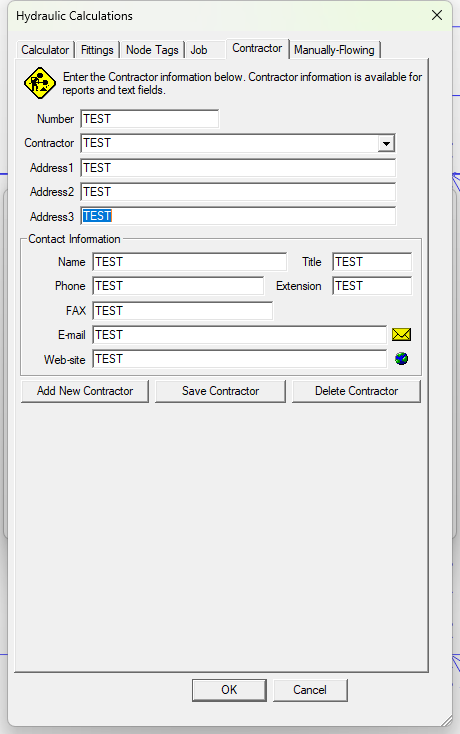 Hydraulic Calculations
Calculator Fittings Node Tags Job Contractor Manually-Flowing
Enter the Contractor information below. Contractor information is available for
reports and text fields.
Number TEST
Contractor TEST
Address1 TEST
Address2 TEST
Address3 TEST
Contact Information
Name TEST Title TEST
Phone TEST Extension TEST
FAX TEST
E-mail TEST
Web-site TEST
Add New Contractor Save Contractor Delete Contractor
OK Cancel